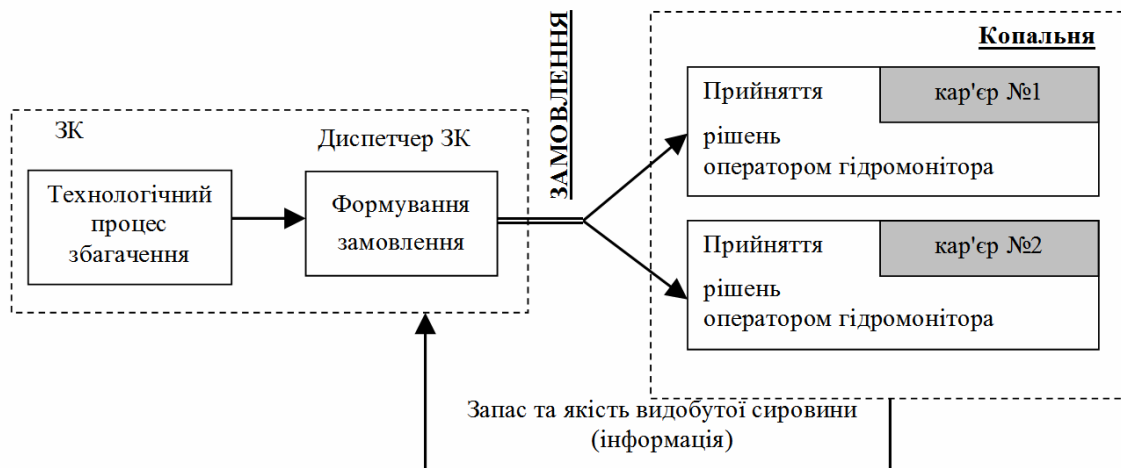 ЗК
Диспетчер ЗК
Технологічний
процес
збагачення
Формування
замовлення
ЗАМОВЛЕННЯ
Копальня
Прийняття
кар'єр №1
рішень
оператором гідромонітора
Прийняття
кар'єр №2
рішень
оператором гідромонітора
Запас та якість видобутої сировини
(інформація)